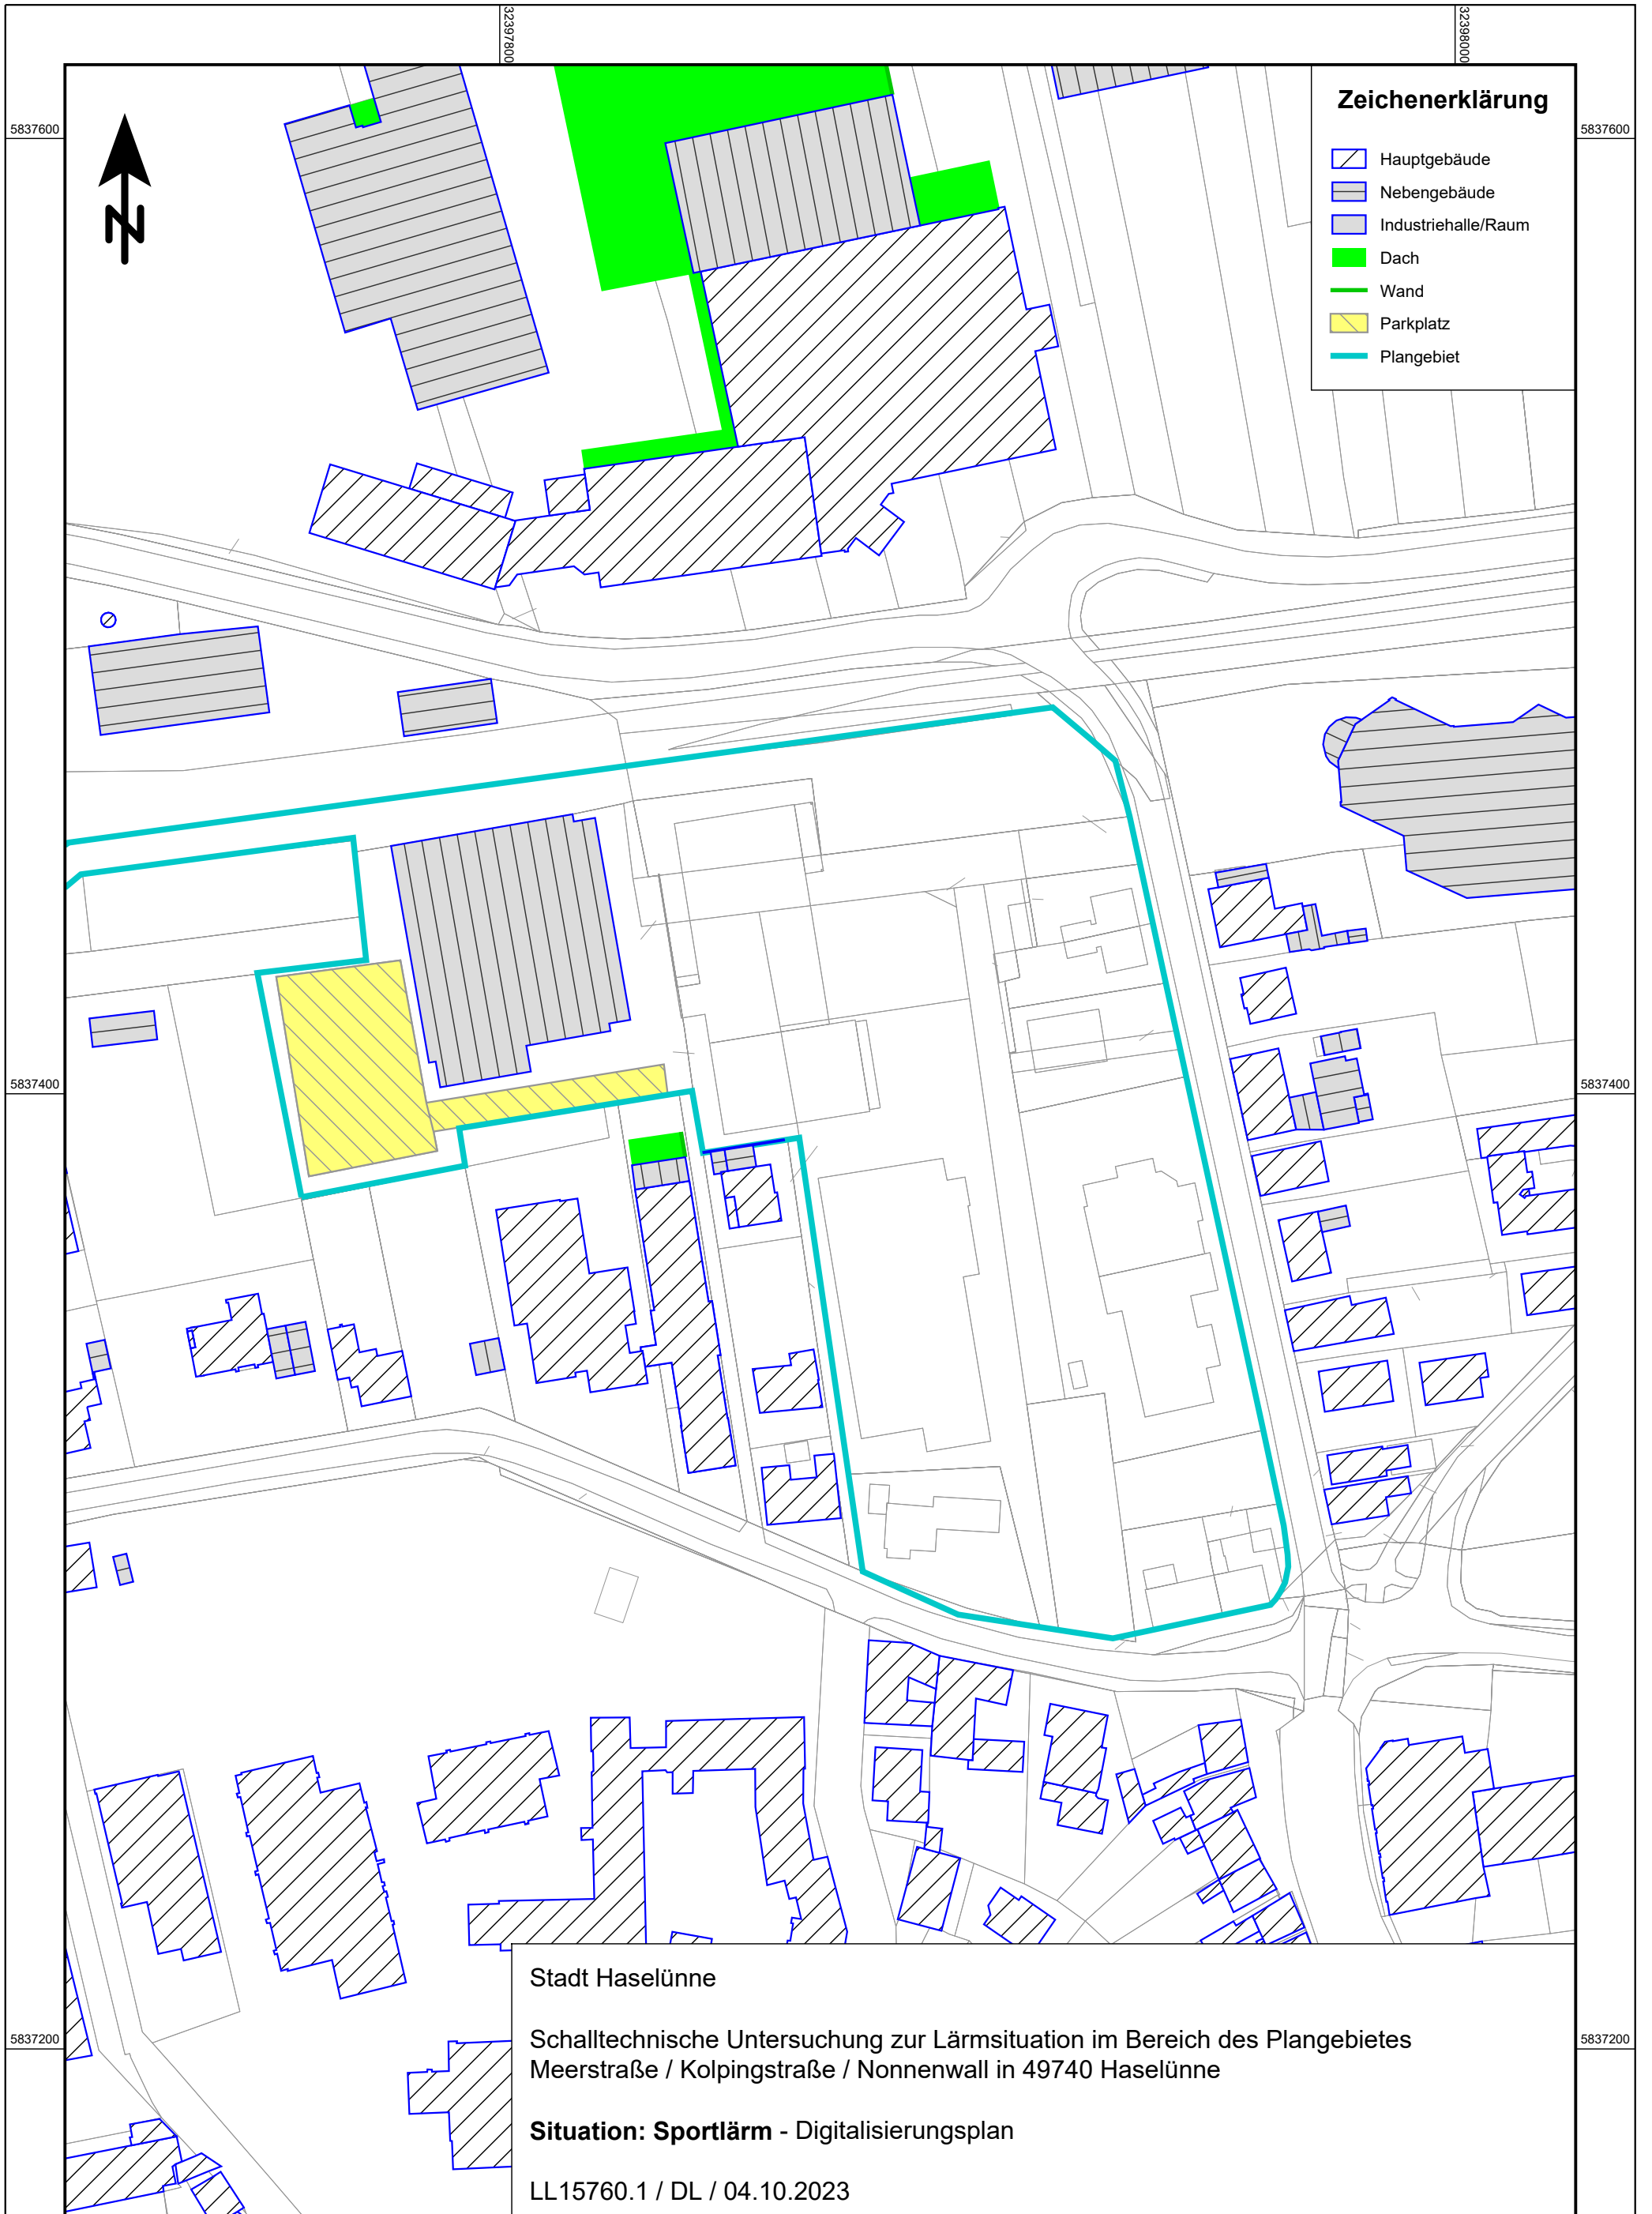 32397800
32398000
Zeichenerklärung
5837600
5837600
Hauptgebäude
Nebengebäude
Industriehalle/Raum
Dach
Wand
Parkplatz
Plangebiet
N
5837400
5837400
Stadt Haselünne
5837200
5837200
Schalltechnische Untersuchung zur Lärmsituation im Bereich des Plangebietes
Meerstraße / Kolpingstraße / Nonnenwall in 49740 Haselünne
Situation: Sportlärm - Digitalisierungsplan
LL15760.1 / DL / 04.10.2023